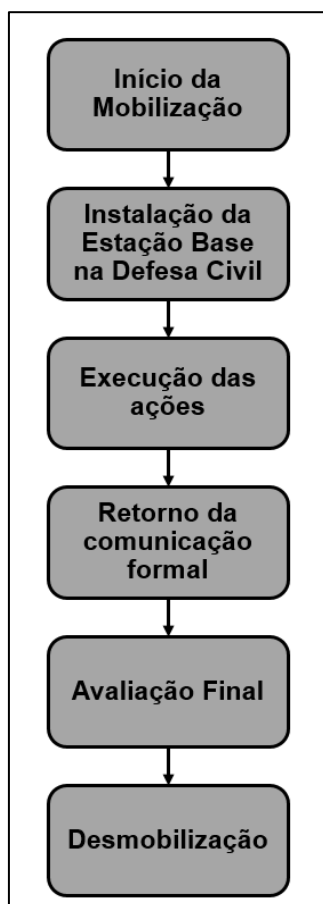 Início da
Mobilização
Instalação da
Estação Base
na Defesa Civil
Execução das
ações
Retorno da
comunicação
formal
Avaliação Final
Desmobilização